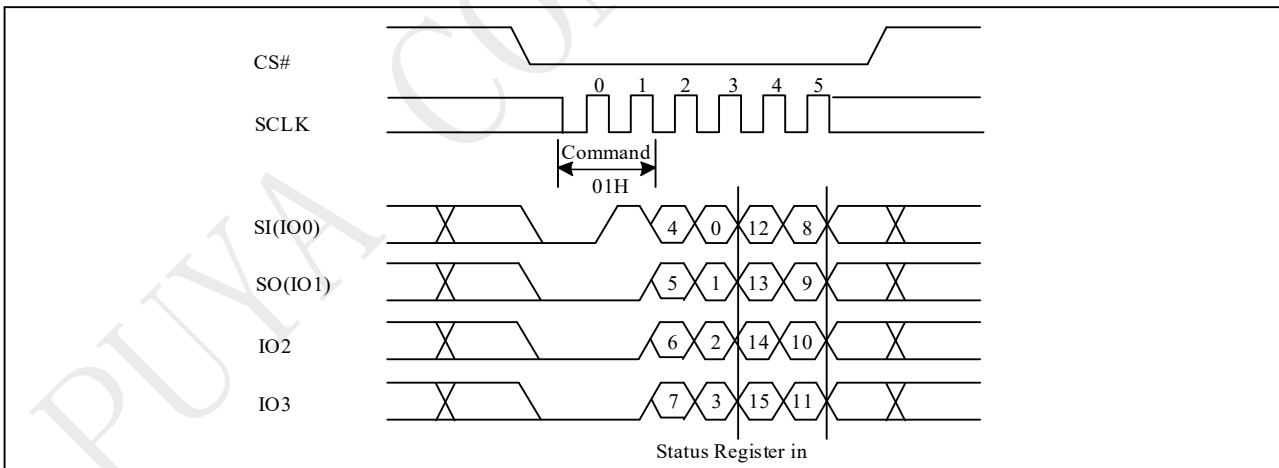 PUYA CO
CS#
0 1 2 3 4 5
SCLK
Command
01H
SI(IO0) 4 0 12 8
SO(IO1) 5 1 13 9
IO2 6 2 14 10
IO3 7 3 15 11
Status Register in